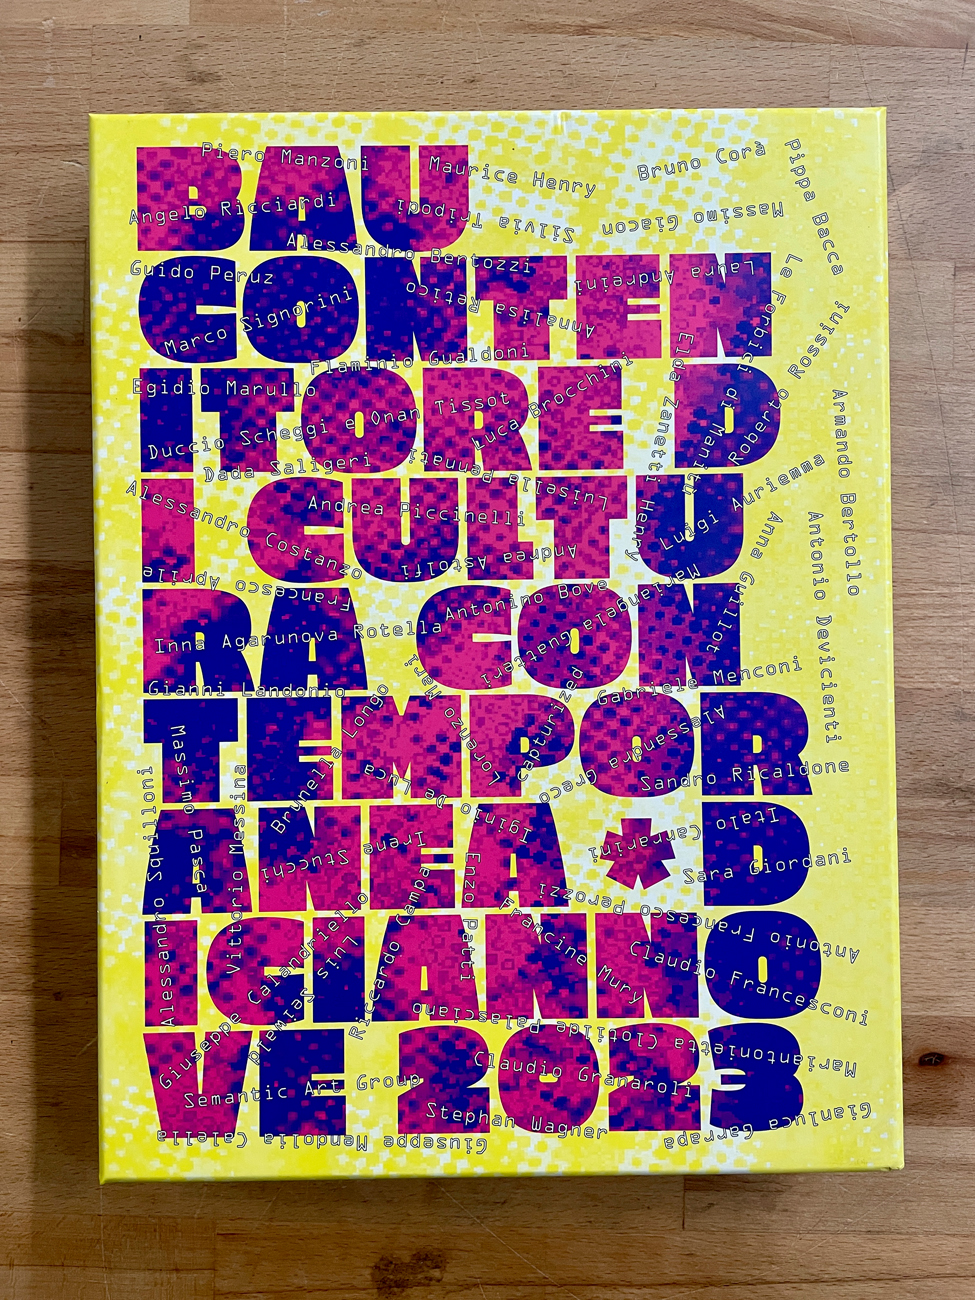 BAU
CONTEN
ITORE D
I CULTU
RA CON
TEMPOR
ANEA * D
ICIANNO
VE 2023
Piero Manzoni
Maurice Henry
Bruno Corà
Pippa Bacca
Angelo Ricciardi
Silvia Tripodi
Massimo Giacon
Alessandro Bertozzi
Guido Peruz
Laura Andreini
Le Forbici di Manitù
Marco Signorini
Annalisa Retico
Roberto Rossini
Flaminio Gualdoni
Egidio Marullo
Elda Zanetti Henry
Luca Brocchini
Duccio Scheggi e Onan Tissot
Armando Bertollo
Dada Saligeri
Luisella Pennati
Luigi Auriemma
Alessandro Costanzo
Andrea Piccinelli
Antonio Devicienti
Anna Guillot
Andrea Astolfi
Francesco Aprile
Antonino Bove
Mariangela Guatteri
Inna Agarunova Rotella
Gianni Landonio
Lorenzo Mari
Capturiz paz
Gabriele Menconi
Brunella Longo
Alessandra Greco
Massimo Pasca
Sandro Ricaldone
Alessandro Squilloni
Vittorio Messina
Iginio De Luca
Italo Carrarini
Irene Stucchi
Sara Giordani
Enzo Patti
Antonio Francesco Perozzi
Giuseppe Calandriello
Riccardo Campa
Francine Mury
Claudio Francesconi
Mariantonietta Clotilde Palasciano
Semantic Art Group
Claudio Granaroli
Stephan Wagner
Gianluca Garrapa
Giuseppe Mendolia Calella